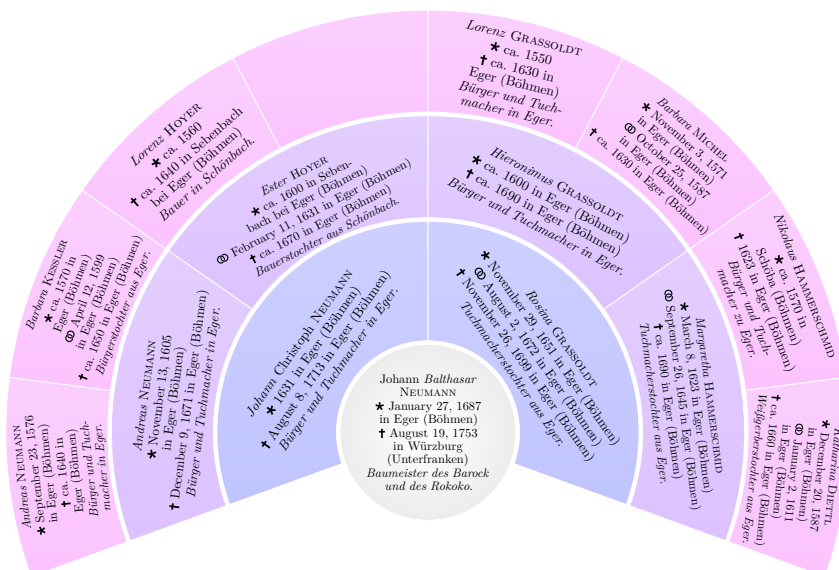 Johann Balthasar
NEUMANN
* January 27, 1687
in Eger (Böhmen)
† August 19, 1753
in Würzburg
(Unterfranken)
Baumeister des Barock
und des Rokoko.
Johann Christoph NEUMANN
* 1631 in Eger (Böhmen)
† August 8, 1713 in Eger (Böhmen)
Bürger und Tuchmacher in Eger.
Rosina GRASSOLDT
* November 29, 1651 in Eger (Böhmen)
⚭ August 2, 1672 in Eger (Böhmen)
† November 26, 1699 in Eger (Böhmen)
Tuchmacherstochter aus Eger.
Andreas NEUMANN
* November 13, 1605
in Eger (Böhmen)
† December 9, 1671 in Eger (Böhmen)
Bürger und Tuchmacher in Eger.
Ester HOYER
* ca. 1600 in Seben-
bach bei Eger (Böhmen)
⚭ February 11, 1631 in Eger (Böhmen)
† ca. 1670 in Eger (Böhmen)
Bauerstochter aus Schönbach.
Hieronimus GRASSOLDT
* ca. 1600 in Eger (Böhmen)
† ca. 1690 in Eger (Böhmen)
Bürger und Tuchmacher in Eger.
Margaretha HAMMERSCHMID
* March 8, 1623 in Eger (Böhmen)
⚭ September 26, 1645 in Eger (Böhmen)
† ca. 1690 in Eger (Böhmen)
Tuchmacherstochter aus Eger.
Andreas NEUMANN
* September 23, 1576
in Eger (Böhmen)
† ca. 1640 in
Eger (Böhmen)
Bürger und Tuch-
macher in Eger.
Barbara KESSLER
* ca. 1570 in
Eger (Böhmen)
⚭ April 12, 1599
in Eger (Böhmen)
† ca. 1650 in Eger (Böhmen)
Bürgerstochter aus Eger.
Lorenz HOYER
* ca. 1560
† ca. 1640 in Sebenbach
bei Eger (Böhmen)
Bauer in Schönbach.
Lorenz GRASSOLDT
* ca. 1550
† ca. 1630 in
Eger (Böhmen)
Bürger und Tuch-
macher in Eger.
Barbara MICHEL
* November 3, 1571
in Eger (Böhmen)
⚭ October 25, 1587
in Eger (Böhmen)
† ca. 1630 in Eger (Böhmen)
Nikolaus HAMMERSCHMID
* ca. 1570 in
Schöba (Böhmen)
† 1623 in Eger (Böhmen)
Bürger und Tuch-
macher zu Eger.
Katharina DIETTL
* December 20, 1587
in Eger (Böhmen)
⚭ January 2, 1611
in Eger (Böhmen)
† ca. 1660 in Eger (Böhmen)
Weißgerberstochter aus Eger.